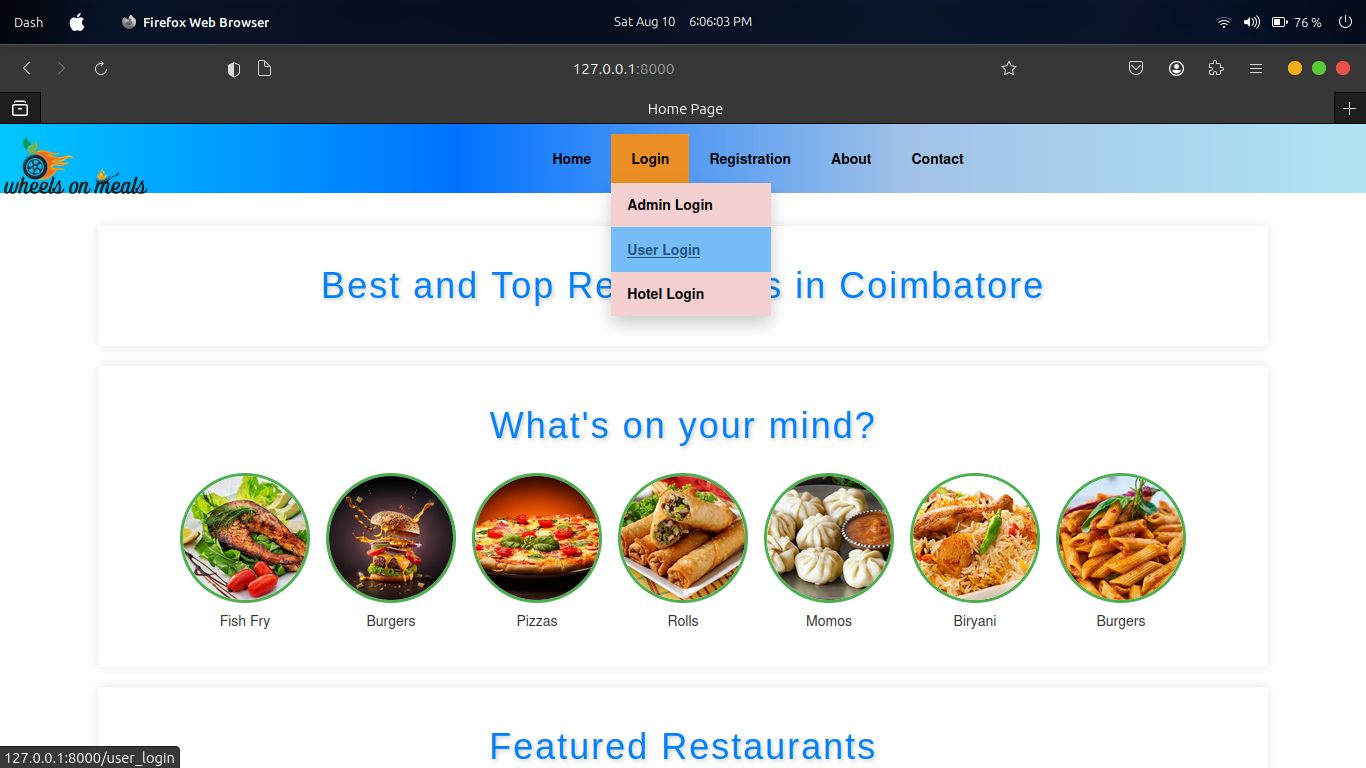 Dash Firefox Web Browser Sat Aug 10 6:06:03 PM 76 %
127.0.0.1:8000
Home Page
wheels on meals
Home Login Registration About Contact
Admin Login
User Login
Hotel Login
Best and Top Re s in Coimbatore
What's on your mind?
Fish Fry Burgers Pizzas Rolls Momos Biryani Burgers
Featured Restaurants
127.0.0.1:8000/user_login